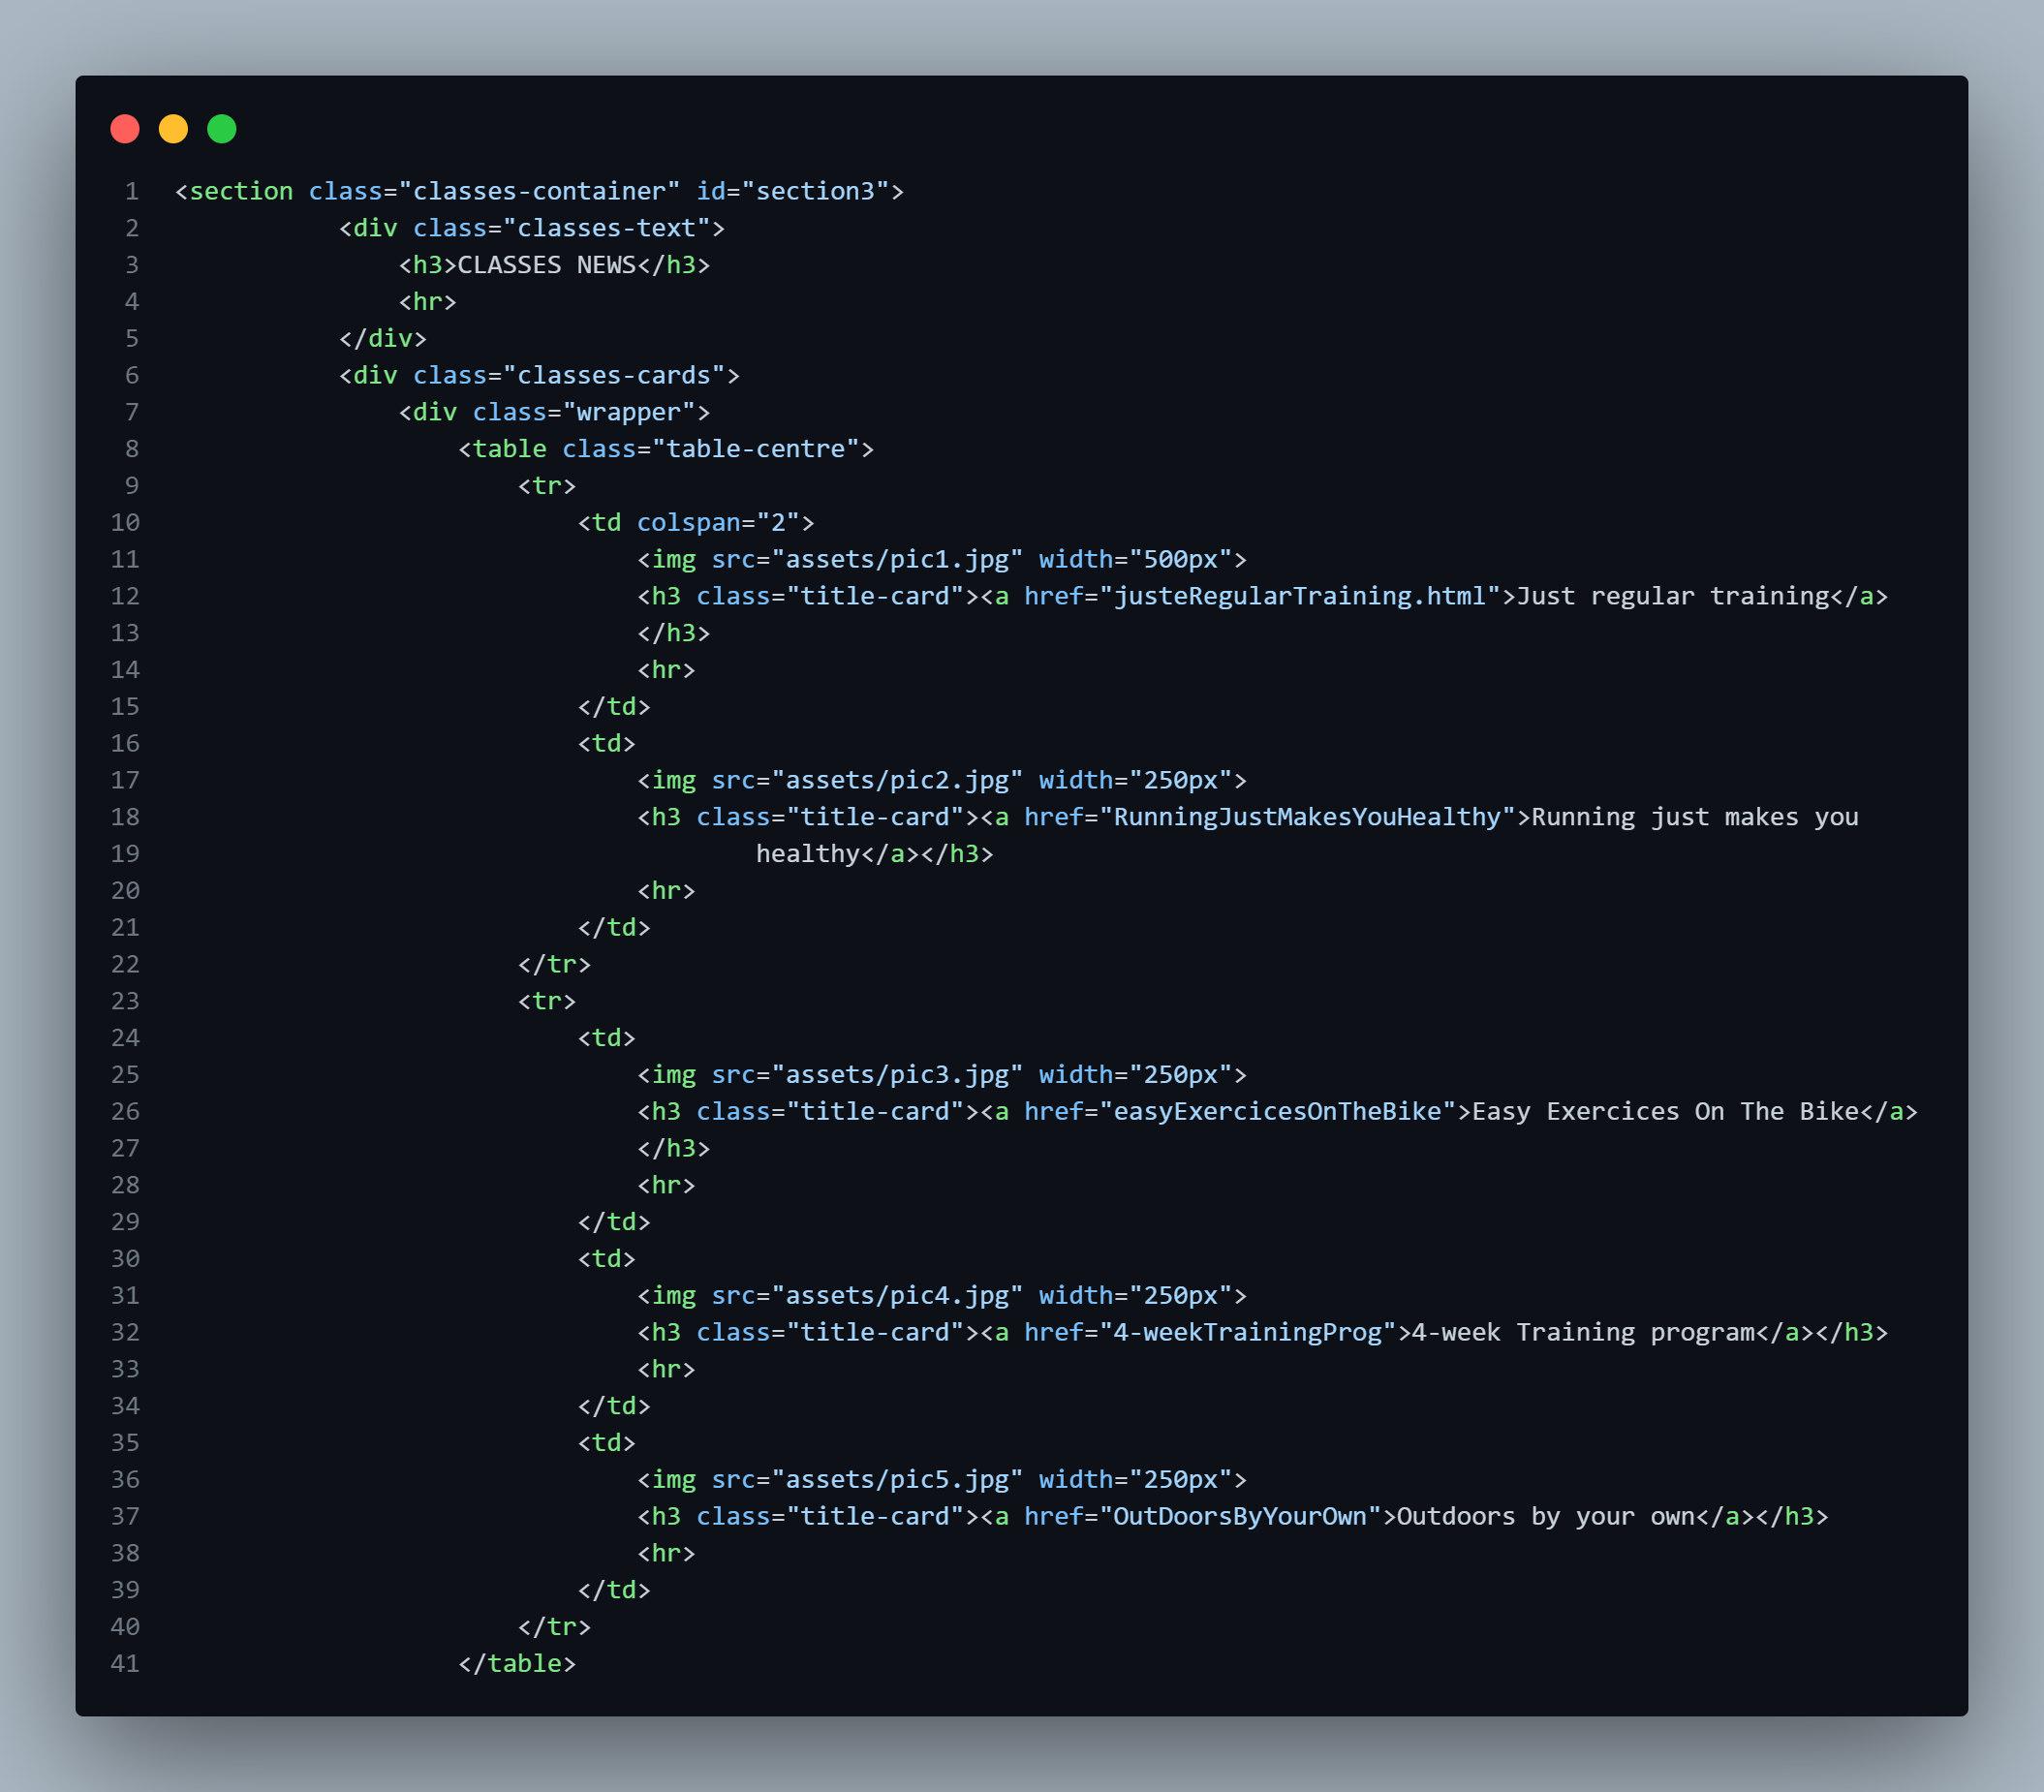 1 <section class="classes-container" id="section3">
2 <div class="classes-text">
3 <h3>CLASSES NEWS</h3>
4 <hr>
5 </div>
6 <div class="classes-cards">
7 <div class="wrapper">
8 <table class="table-centre">
9 <tr>
10 <td colspan="2">
11 <img src="assets/pic1.jpg" width="500px">
12 <h3 class="title-card"><a href="justeRegularTraining.html">Just regular training</a>
13 </h3>
14 <hr>
15 </td>
16 <td>
17 <img src="assets/pic2.jpg" width="250px">
18 <h3 class="title-card"><a href="RunningJustMakesYouHealthy">Running just makes you
19 healthy</a></h3>
20 <hr>
21 </td>
22 </tr>
23 <tr>
24 <td>
25 <img src="assets/pic3.jpg" width="250px">
26 <h3 class="title-card"><a href="easyExercicesOnTheBike">Easy Exercices On The Bike</a>
27 </h3>
28 <hr>
29 </td>
30 <td>
31 <img src="assets/pic4.jpg" width="250px">
32 <h3 class="title-card"><a href="4-weekTrainingProg">4-week Training program</a></h3>
33 <hr>
34 </td>
35 <td>
36 <img src="assets/pic5.jpg" width="250px">
37 <h3 class="title-card"><a href="OutDoorsByYourOwn">Outdoors by your own</a></h3>
38 <hr>
39 </td>
40 </tr>
41 </table>